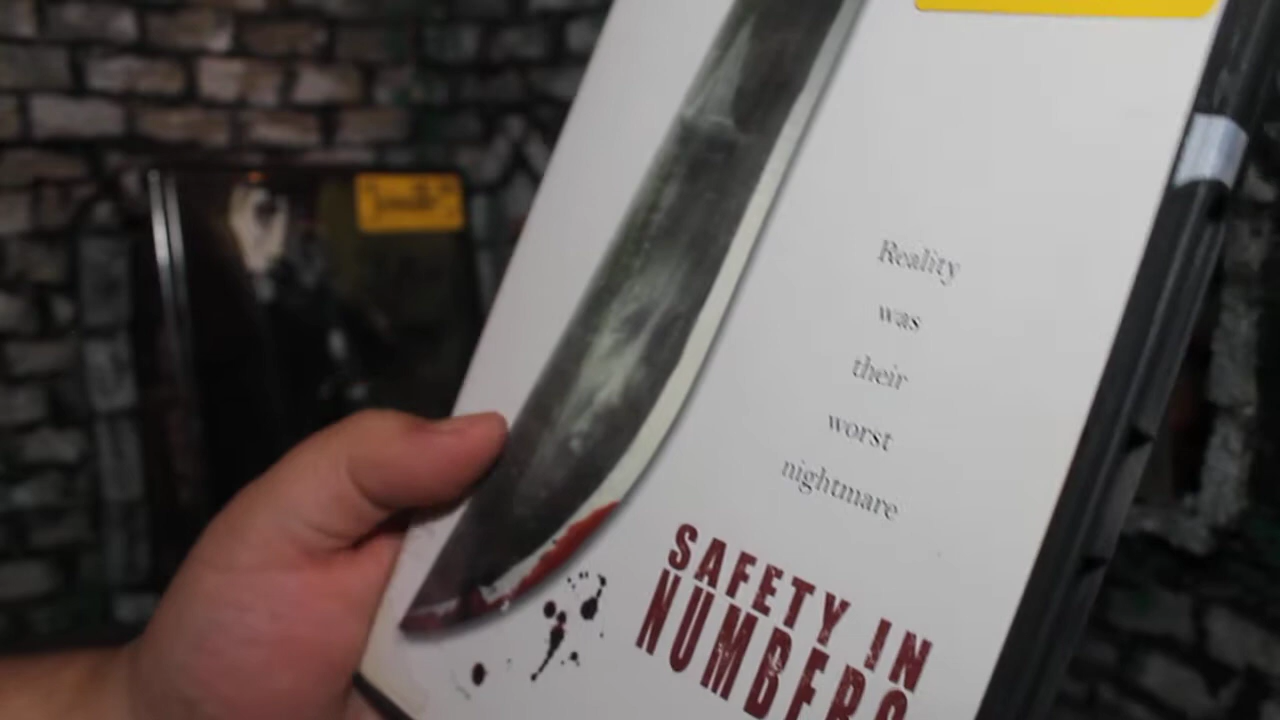 Reality
was
their
worst
nightmare
SAFETY IN
NUMBERS